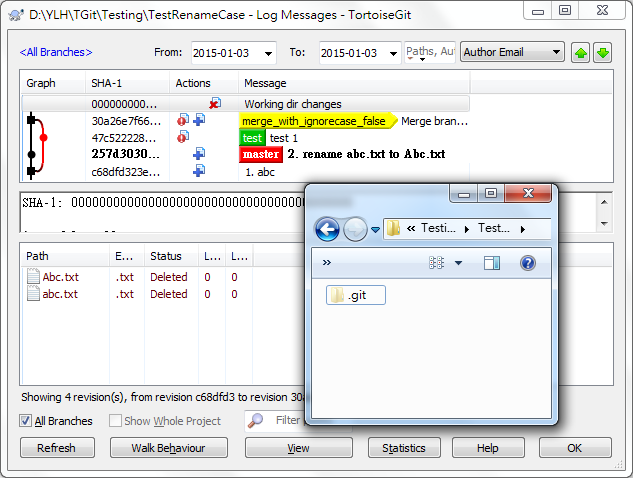 D:\YLH\TGit\Testing\TestRenameCase - Log Messages - TortoiseGit
<All Branches> From: 2015-01-03 To: 2015-01-03 Paths, Au Author Email
Graph SHA-1 Actions Message
000000000... Working dir changes
30a26e7f66... merge_with_ignorecase_false Merge bran...
47c522228... test test 1
257d3030... master 2. rename abc.txt to Abc.txt
c68dfd323e... 1. abc
SHA-1: 0000000000000000000000000000000000000000
Path E... Status L... L...
Abc.txt .txt Deleted 0 0
abc.txt .txt Deleted 0 0
« Testi... Test...
»
.git
Showing 4 revision(s), from revision c68dfd3 to revision 30a
All Branches Show Whole Project Filter
Refresh Walk Behaviour View Statistics Help OK